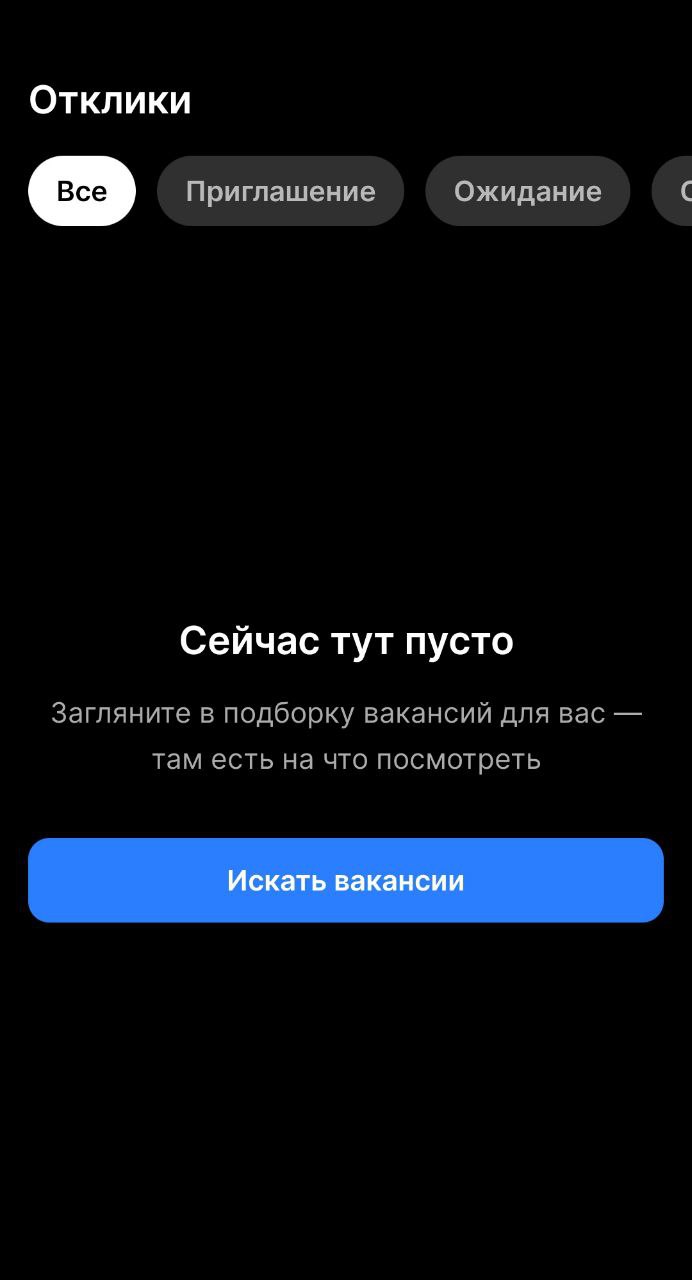 Отклики
Все Приглашение Ожидание
Сейчас тут пусто
Загляните в подборку вакансий для вас —
там есть на что посмотреть
Искать вакансии